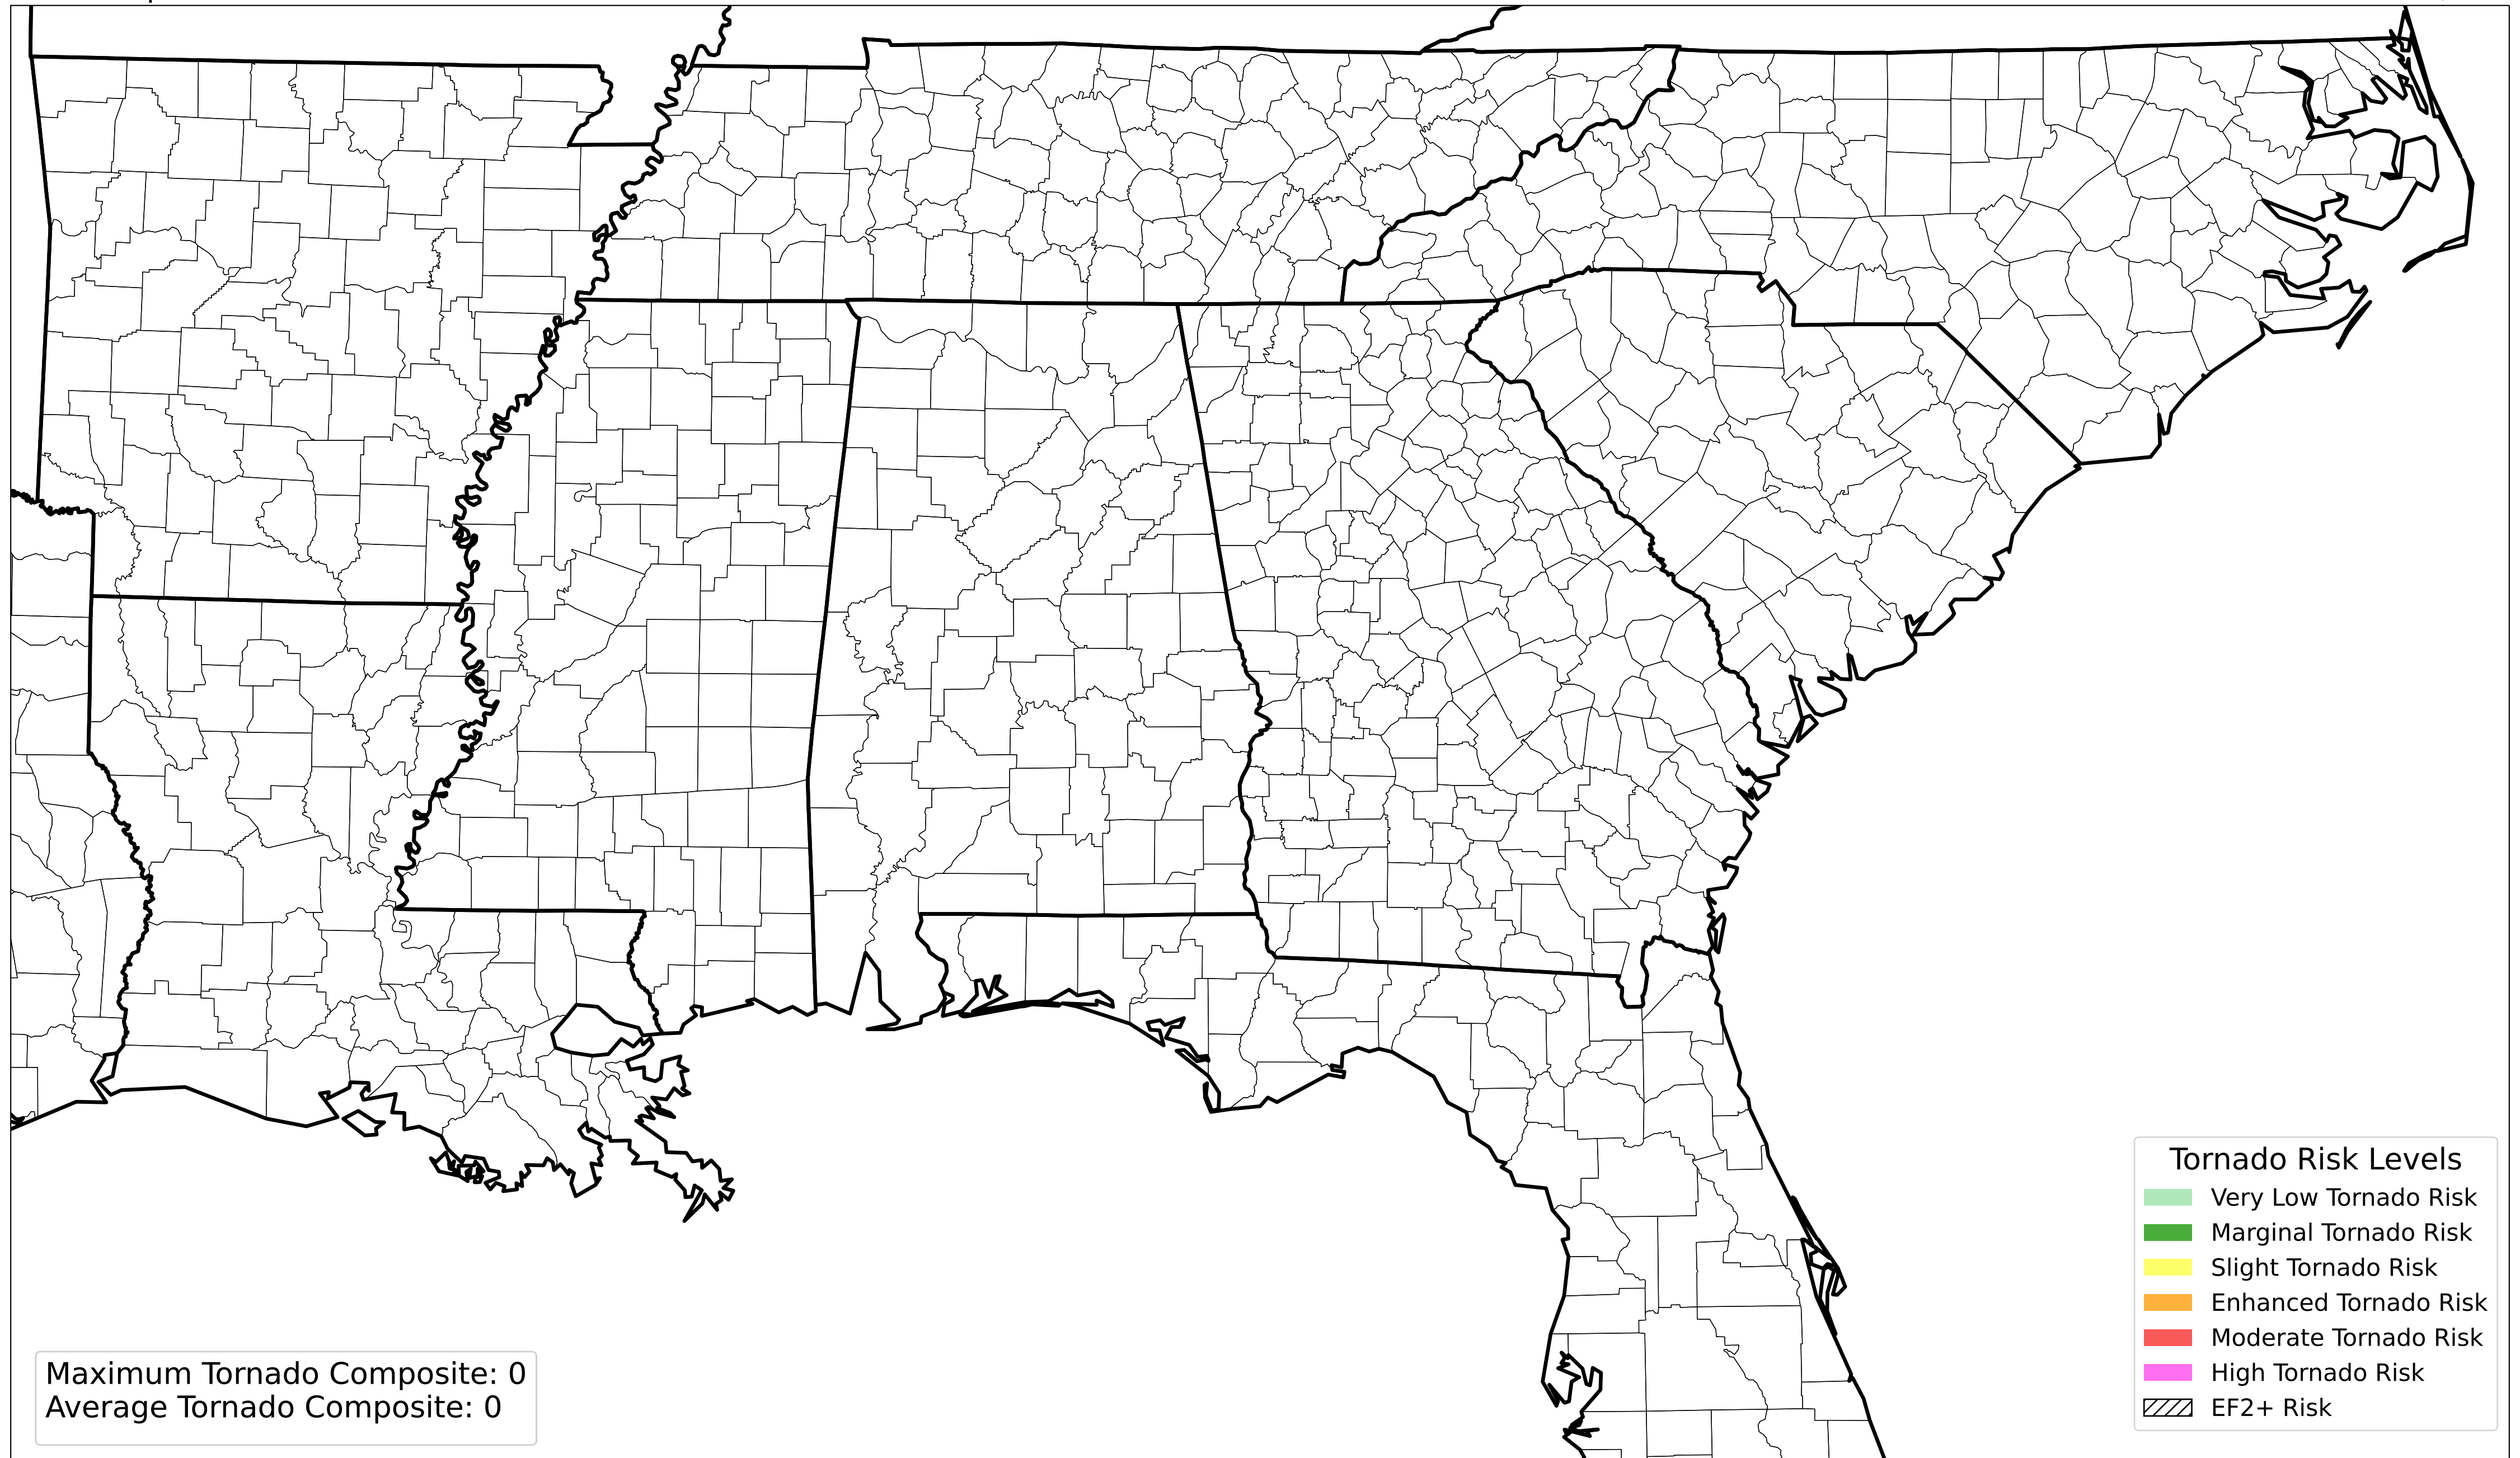 Tornado Risk Levels
Very Low Tornado Risk
Marginal Tornado Risk
Slight Tornado Risk
Enhanced Tornado Risk
Moderate Tornado Risk
High Tornado Risk
EF2+ Risk
Maximum Tornado Composite: 0
Average Tornado Composite: 0